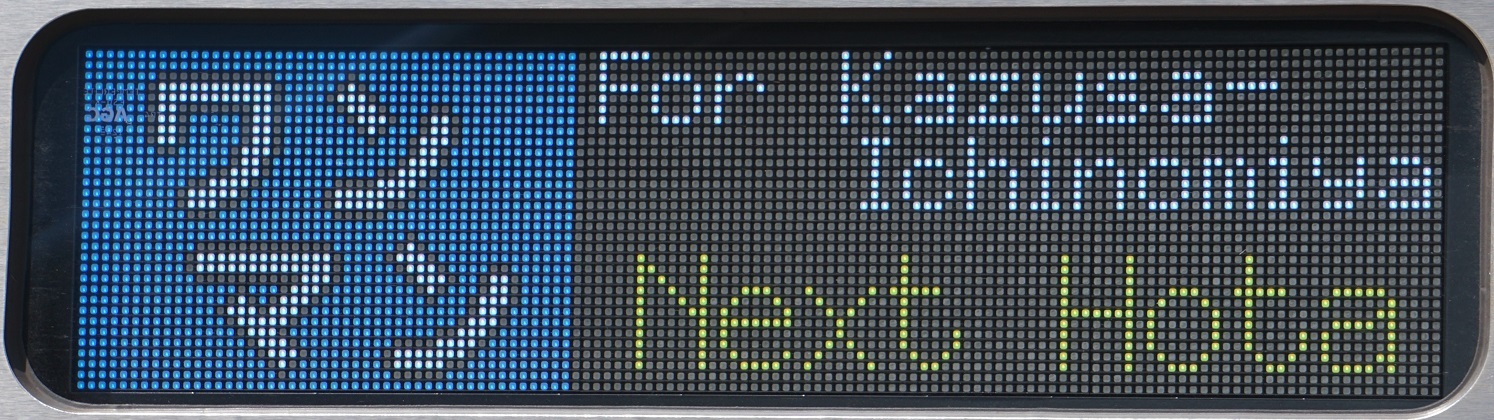 ワン
マン
For Kazusa-
Ichinomiya
Next Hota